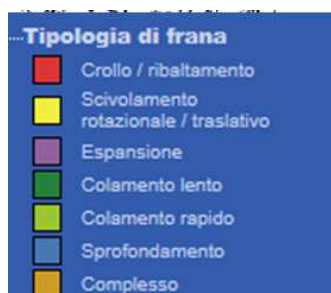 Tipologia di frana
Crollo / ribaltamento
Scivolamento
rotazionale / traslativo
Espansione
Colamento lento
Colamento rapido
Sprofondamento
Complesso